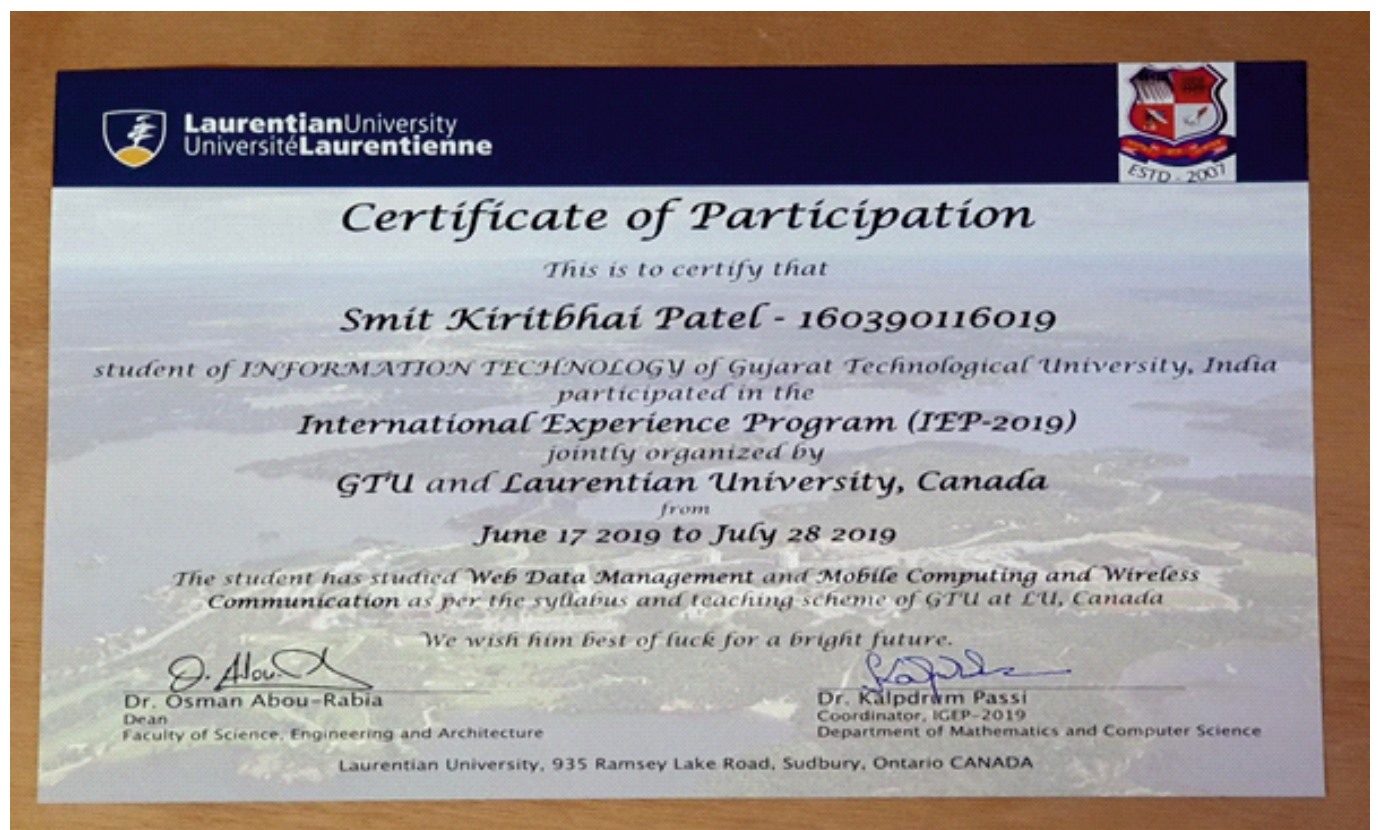 LaurentianUniversity
UniversitéLaurentienne
ESTD - 2007
Certificate of Participation
This is to certify that
Smit Kiritbhai Patel - 160390116019
student of INFORMATION TECHNOLOGY of Gujarat Technological University, India
participated in the
International Experience Program (IEP-2019)
jointly organized by
GTU and Laurentian University, Canada
from
June 17 2019 to July 28 2019
The student has studied Web Data Management and Mobile Computing and Wireless
Communication as per the syllabus and teaching scheme of GTU at LU, Canada
We wish him best of luck for a bright future.
Dr. Osman Abou-Rabia
Dean
Faculty of Science, Engineering and Architecture
Dr. Kalpdrum Passi
Coordinator, IGEP-2019
Department of Mathematics and Computer Science
Laurentian University, 935 Ramsey Lake Road, Sudbury, Ontario CANADA